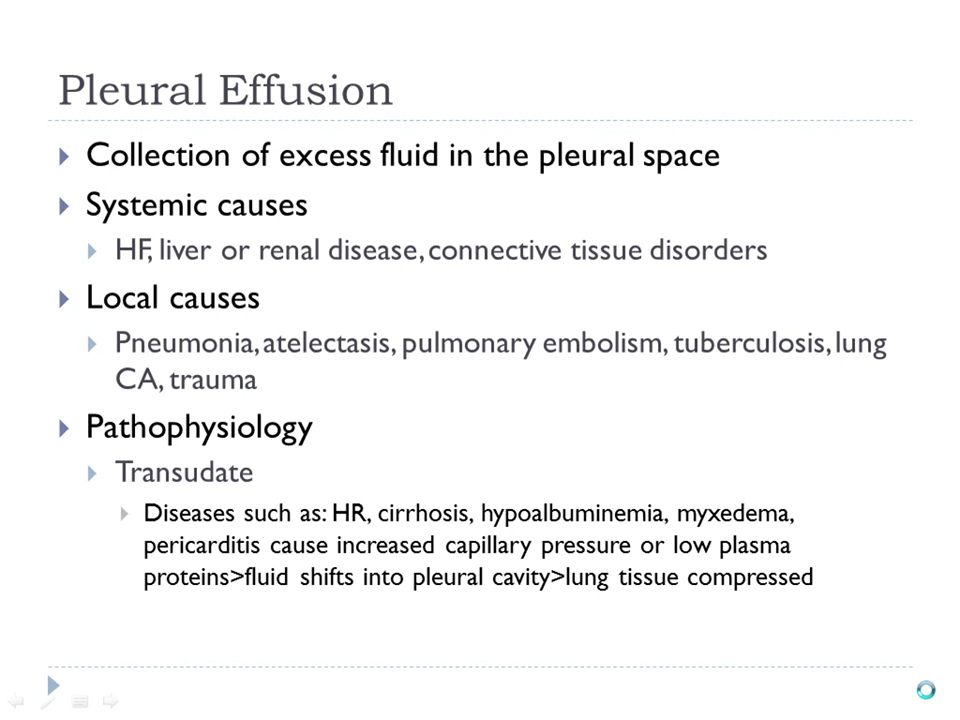 Pleural Effusion
Collection of excess fluid in the pleural space
Systemic causes
HF, liver or renal disease, connective tissue disorders
Local causes
Pneumonia, atelectasis, pulmonary embolism, tuberculosis, lung
CA, trauma
Pathophysiology
Transudate
Diseases such as: HR, cirrhosis, hypoalbuminemia, myxedema,
pericarditis cause increased capillary pressure or low plasma
proteins>fluid shifts into pleural cavity>lung tissue compressed